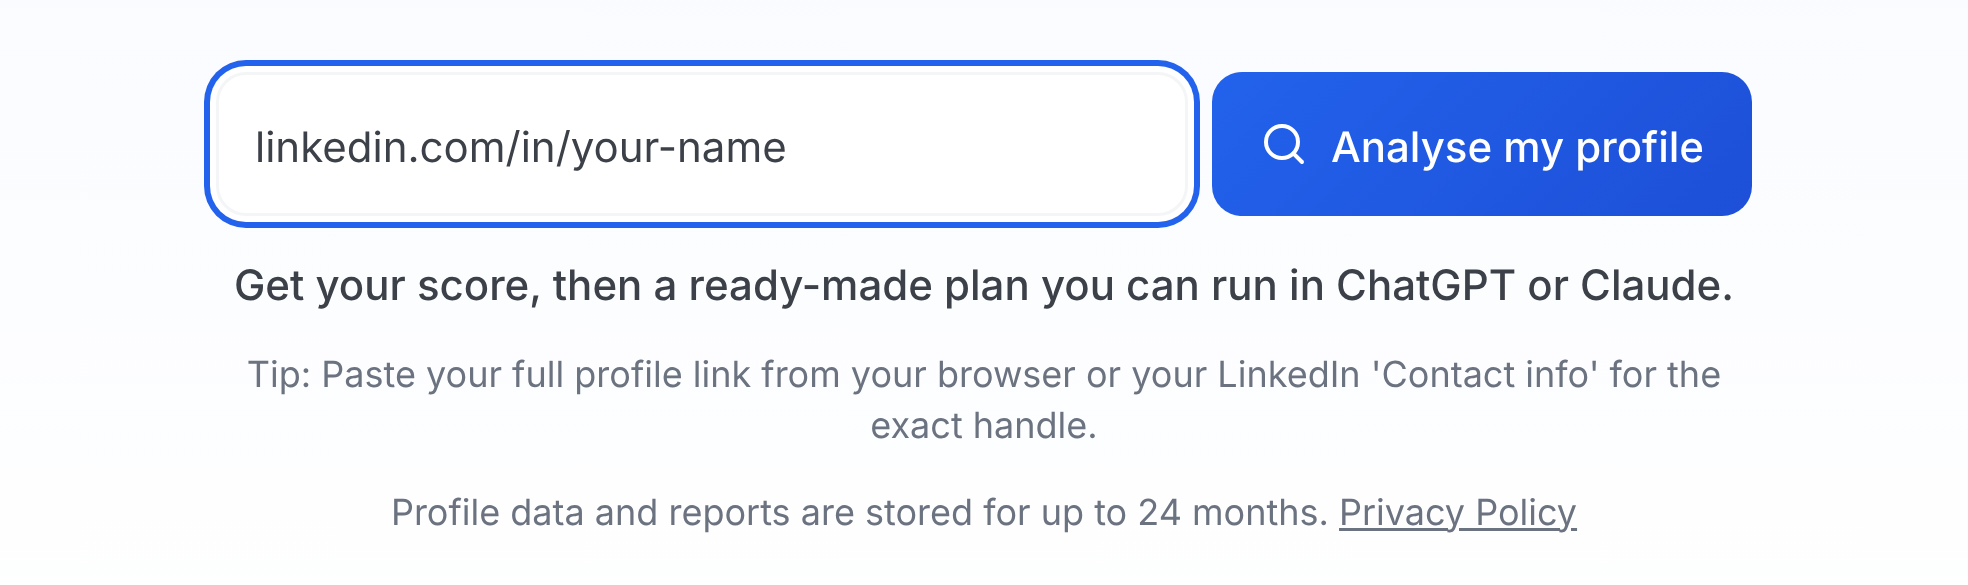 linkedin.com/in/your-name
Analyse my profile
Get your score, then a ready-made plan you can run in ChatGPT or Claude.
Tip: Paste your full profile link from your browser or your LinkedIn 'Contact info' for the
exact handle.
Profile data and reports are stored for up to 24 months. Privacy Policy